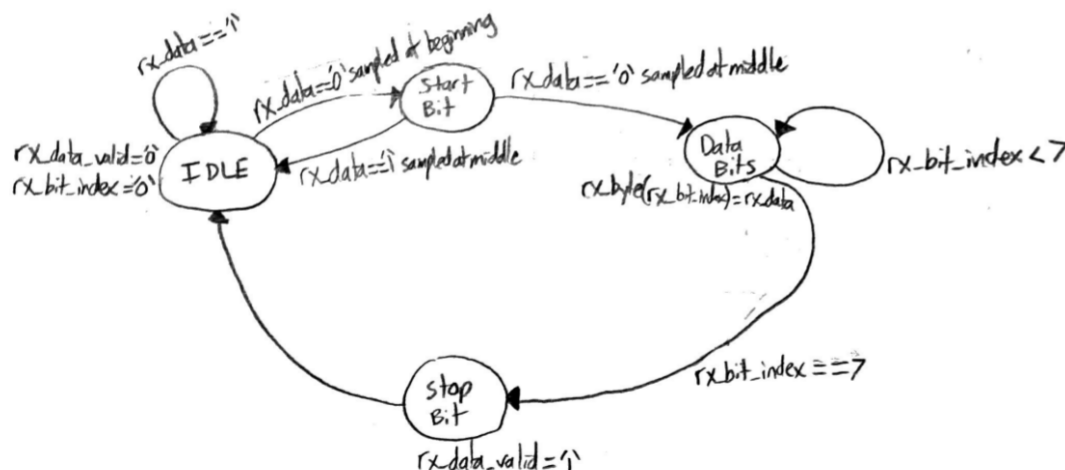 rx_data=='1'
rx_data=='0' sampled at beginning
Start
Bit
rx_data=='0' sampled at middle
rx_data_valid='0'
rx_bit_index='0'
IDLE
rx_data=='1' sampled at middle
Data
Bits
rx_bit_index<7
rx_byte(rx_bit_index)=rx_data
rx_bit_index==7
Stop
Bit
rx_data_valid='1'